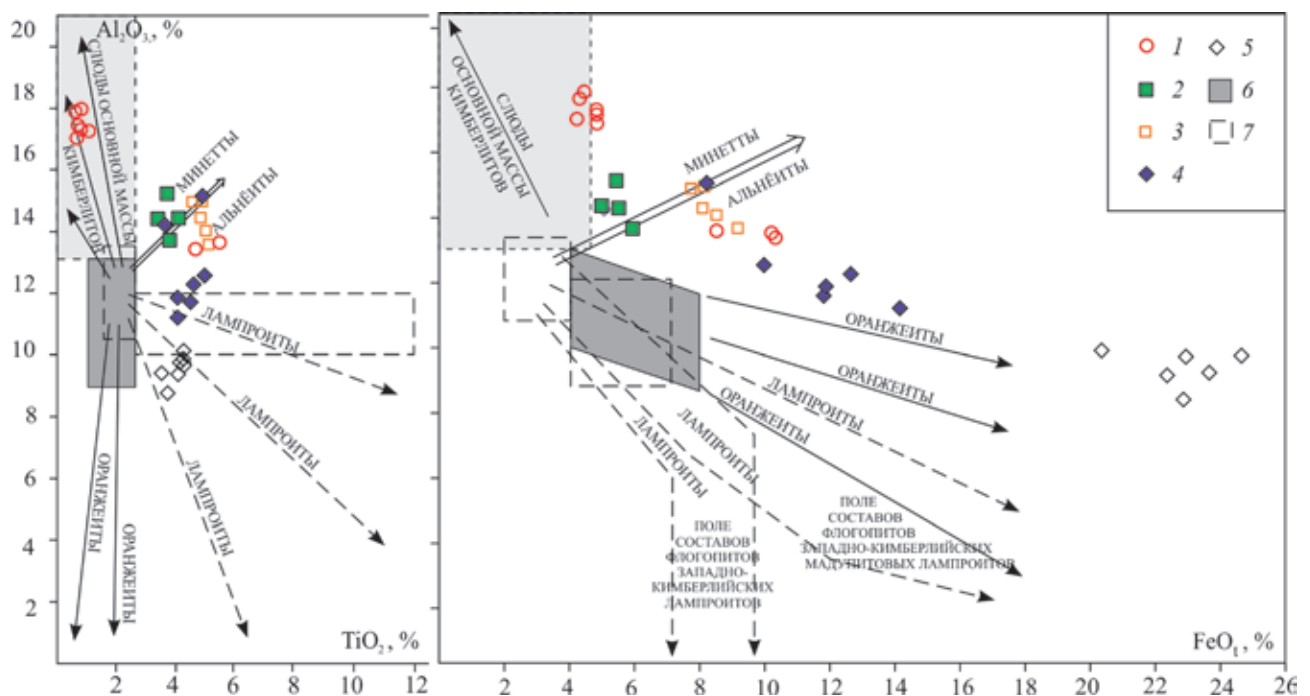 20
18
16
14
12
10
8
6
4
2
Al₂O₃, %
СЛЮДЫ ОСНОВНОЙ МАССЫ
КИМБЕРЛИТОВ
МИНЕТТЫ
АЛЬНЁИТЫ
ЛАМПРОИТЫ
ЛАМПРОИТЫ
ЛАМПРОИТЫ
ОРАНЖЕИТЫ
ОРАНЖЕИТЫ
TiO₂, %
2 4 6 8 10 12
СЛЮДЫ
ОСНОВНОЙ МАССЫ
КИМБЕРЛИТОВ
МИНЕТТЫ
АЛЬНЁИТЫ
ОРАНЖЕИТЫ
ОРАНЖЕИТЫ
ЛАМПРОИТЫ
ОРАНЖЕИТЫ
ЛАМПРОИТЫ
ЛАМПРОИТЫ
ПОЛЕ
СОСТАВОВ
ФЛОГОПИТОВ
ЗАПАДНО-
КИМБЕРЛИЙСКИХ
ЛАМПРОИТОВ
ПОЛЕ
СОСТАВОВ
ФЛОГОПИТОВ
ЗАПАДНО-КИМБЕРЛИЙСКИХ
МАДУПИТОВЫХ ЛАМПРОИТОВ
FeOt, %
0 2 4 6 8 10 12 14 16 18 20 22 24 26
1 5
2 6
3 7
4